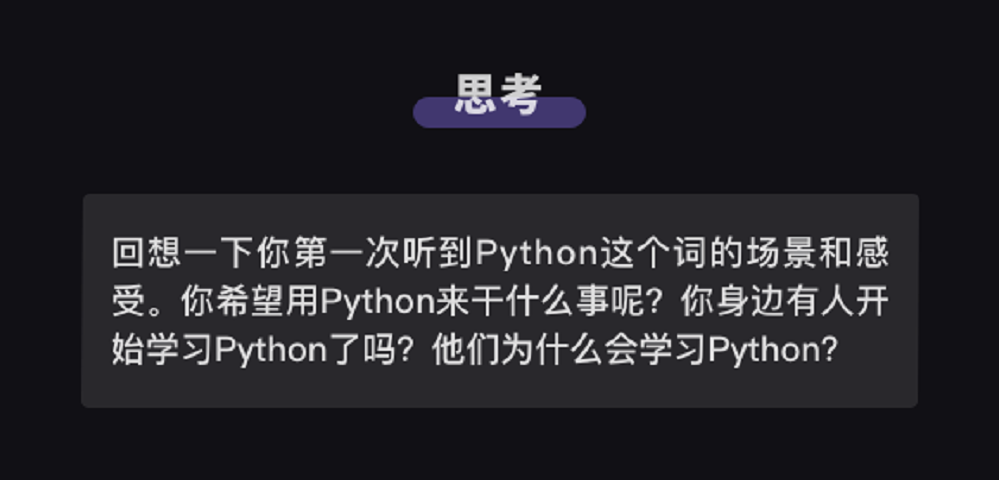 思考
回想一下你第一次听到Python这个词的场景和感
受。你希望用Python来干什么事呢？你身边有人开
始学习Python了吗？他们为什么会学习Python？